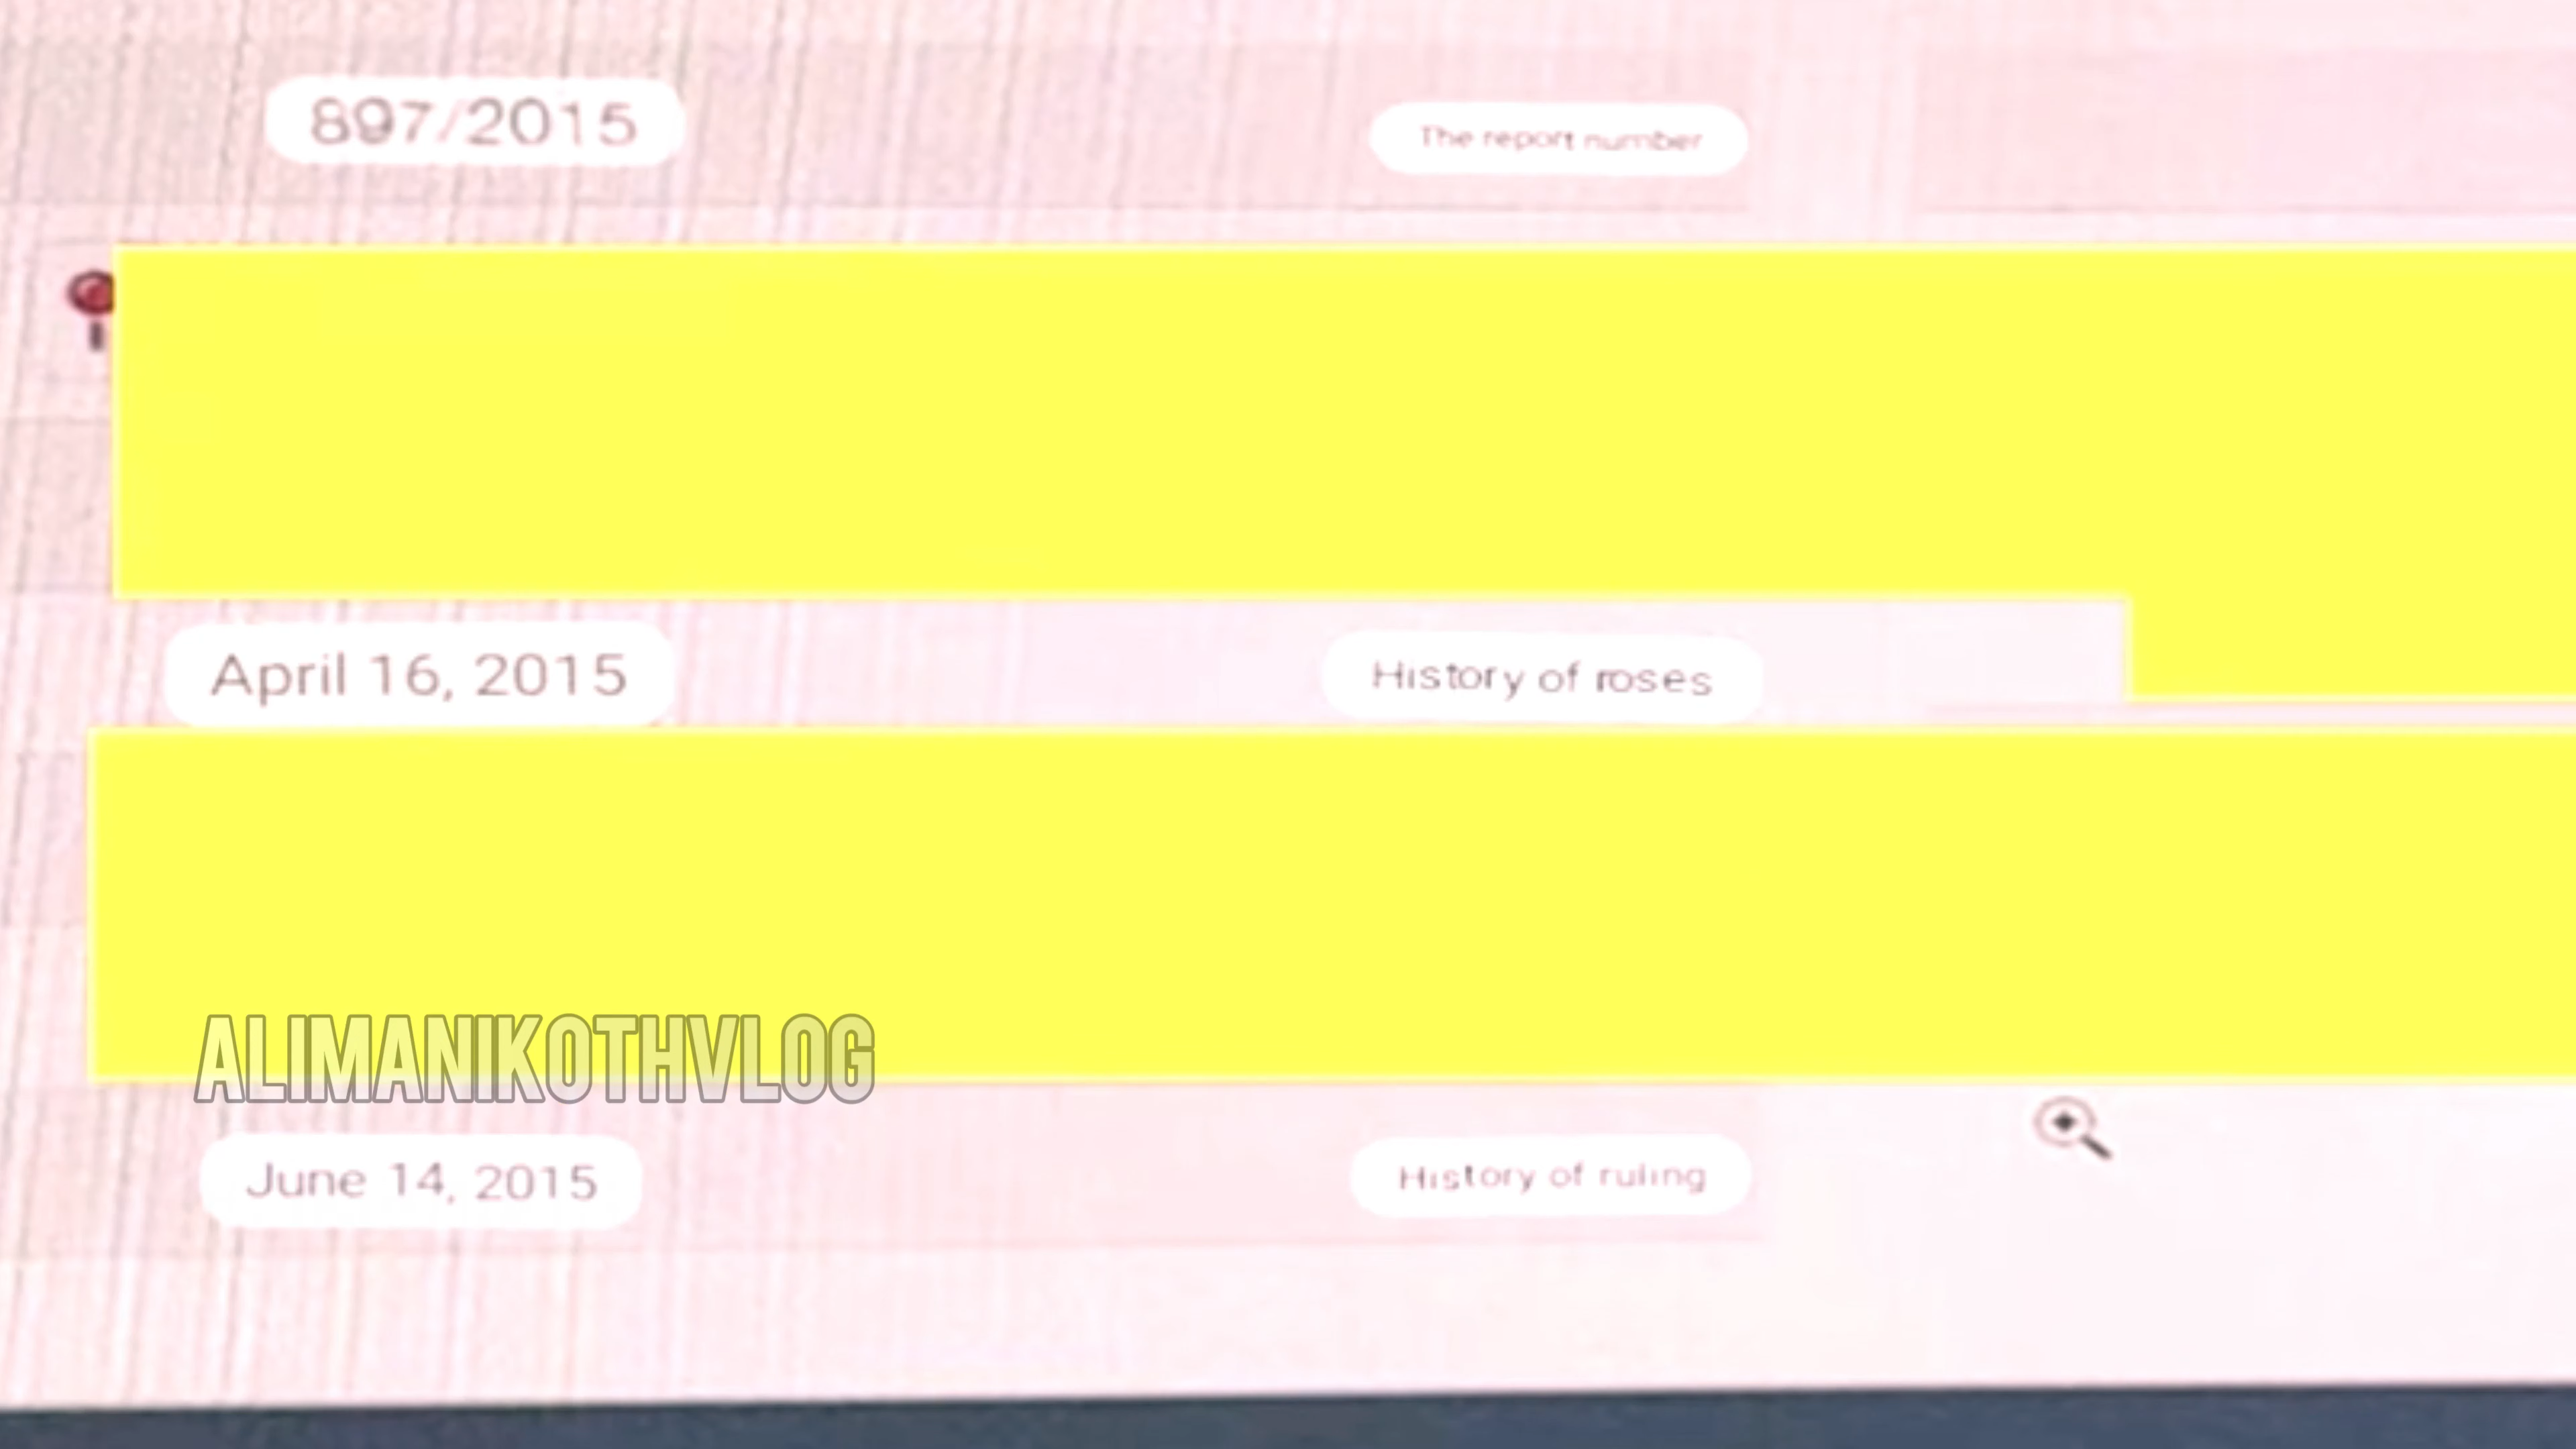 897/2015 The report number
April 16, 2015 History of roses
ALIMANIKOTHVLOG
June 14, 2015 History of ruling